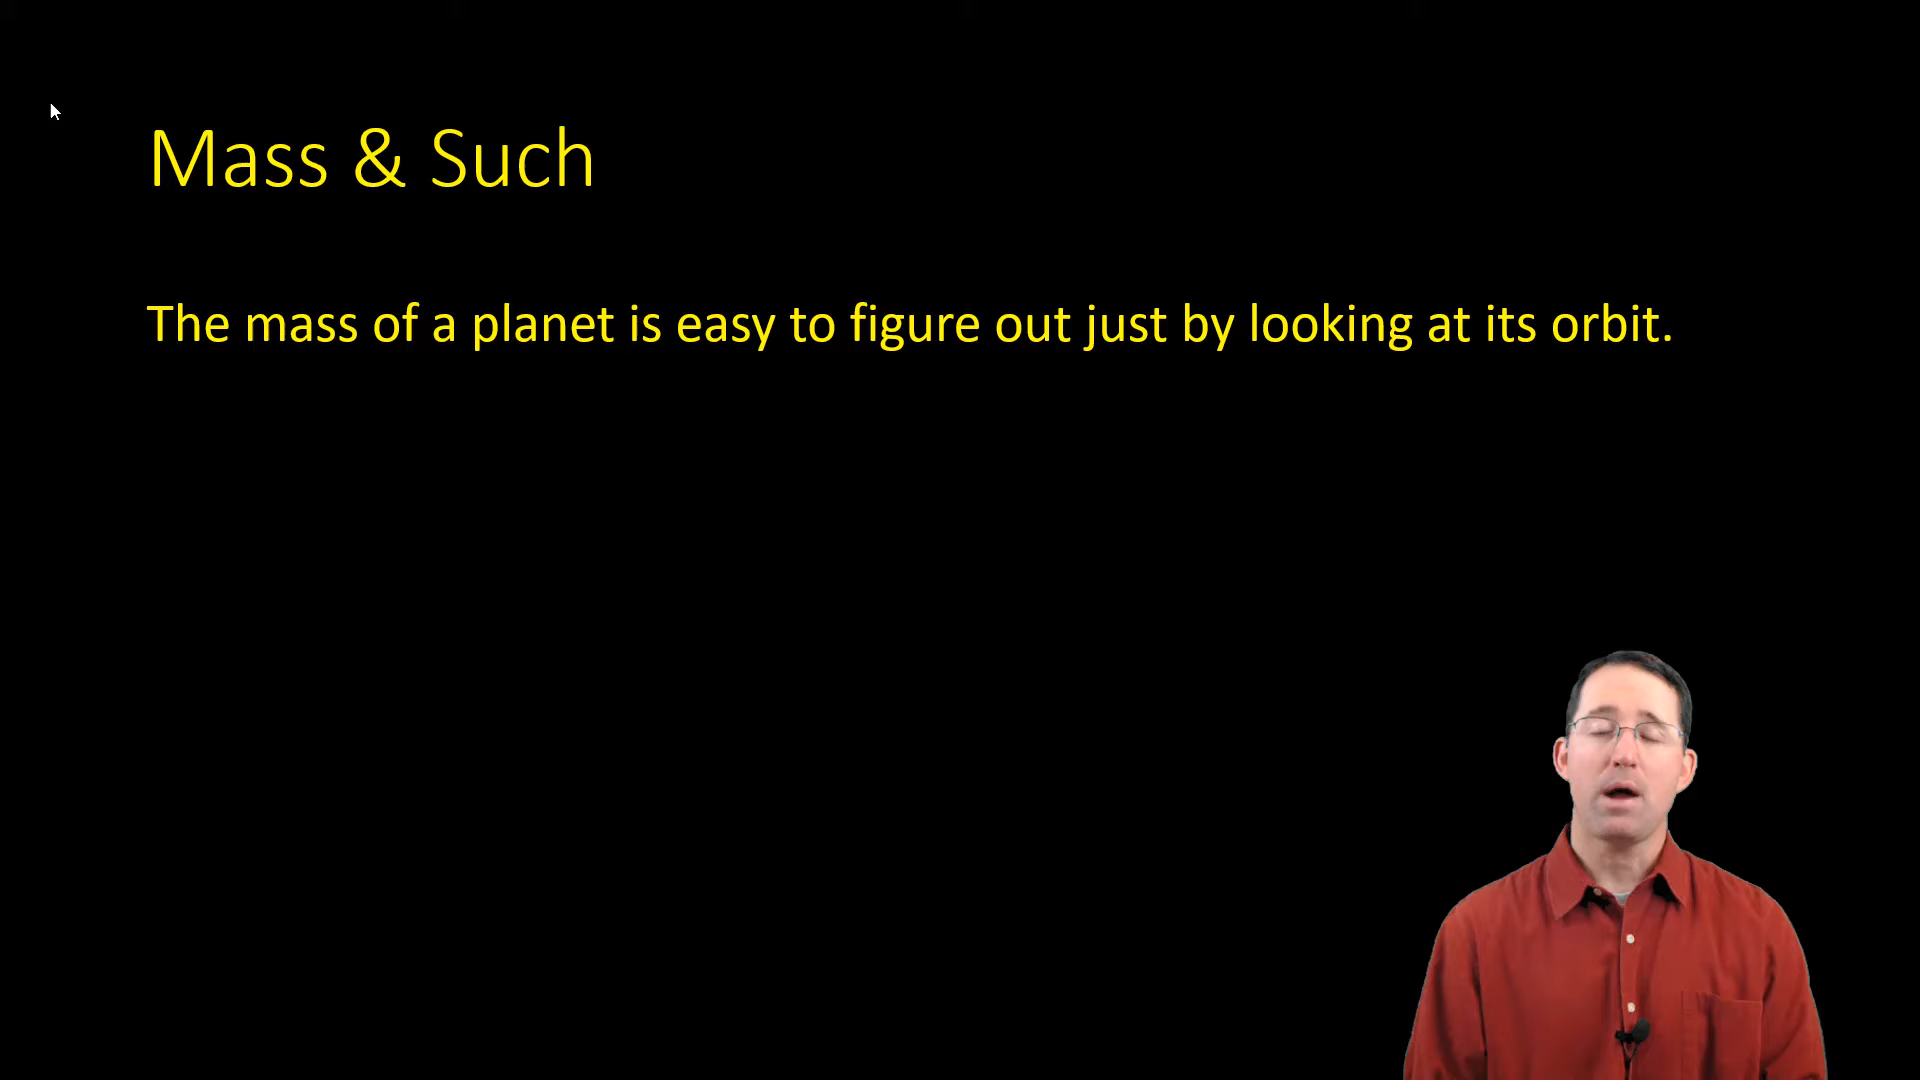 Mass & Such
The mass of a planet is easy to figure out just by looking at its orbit.